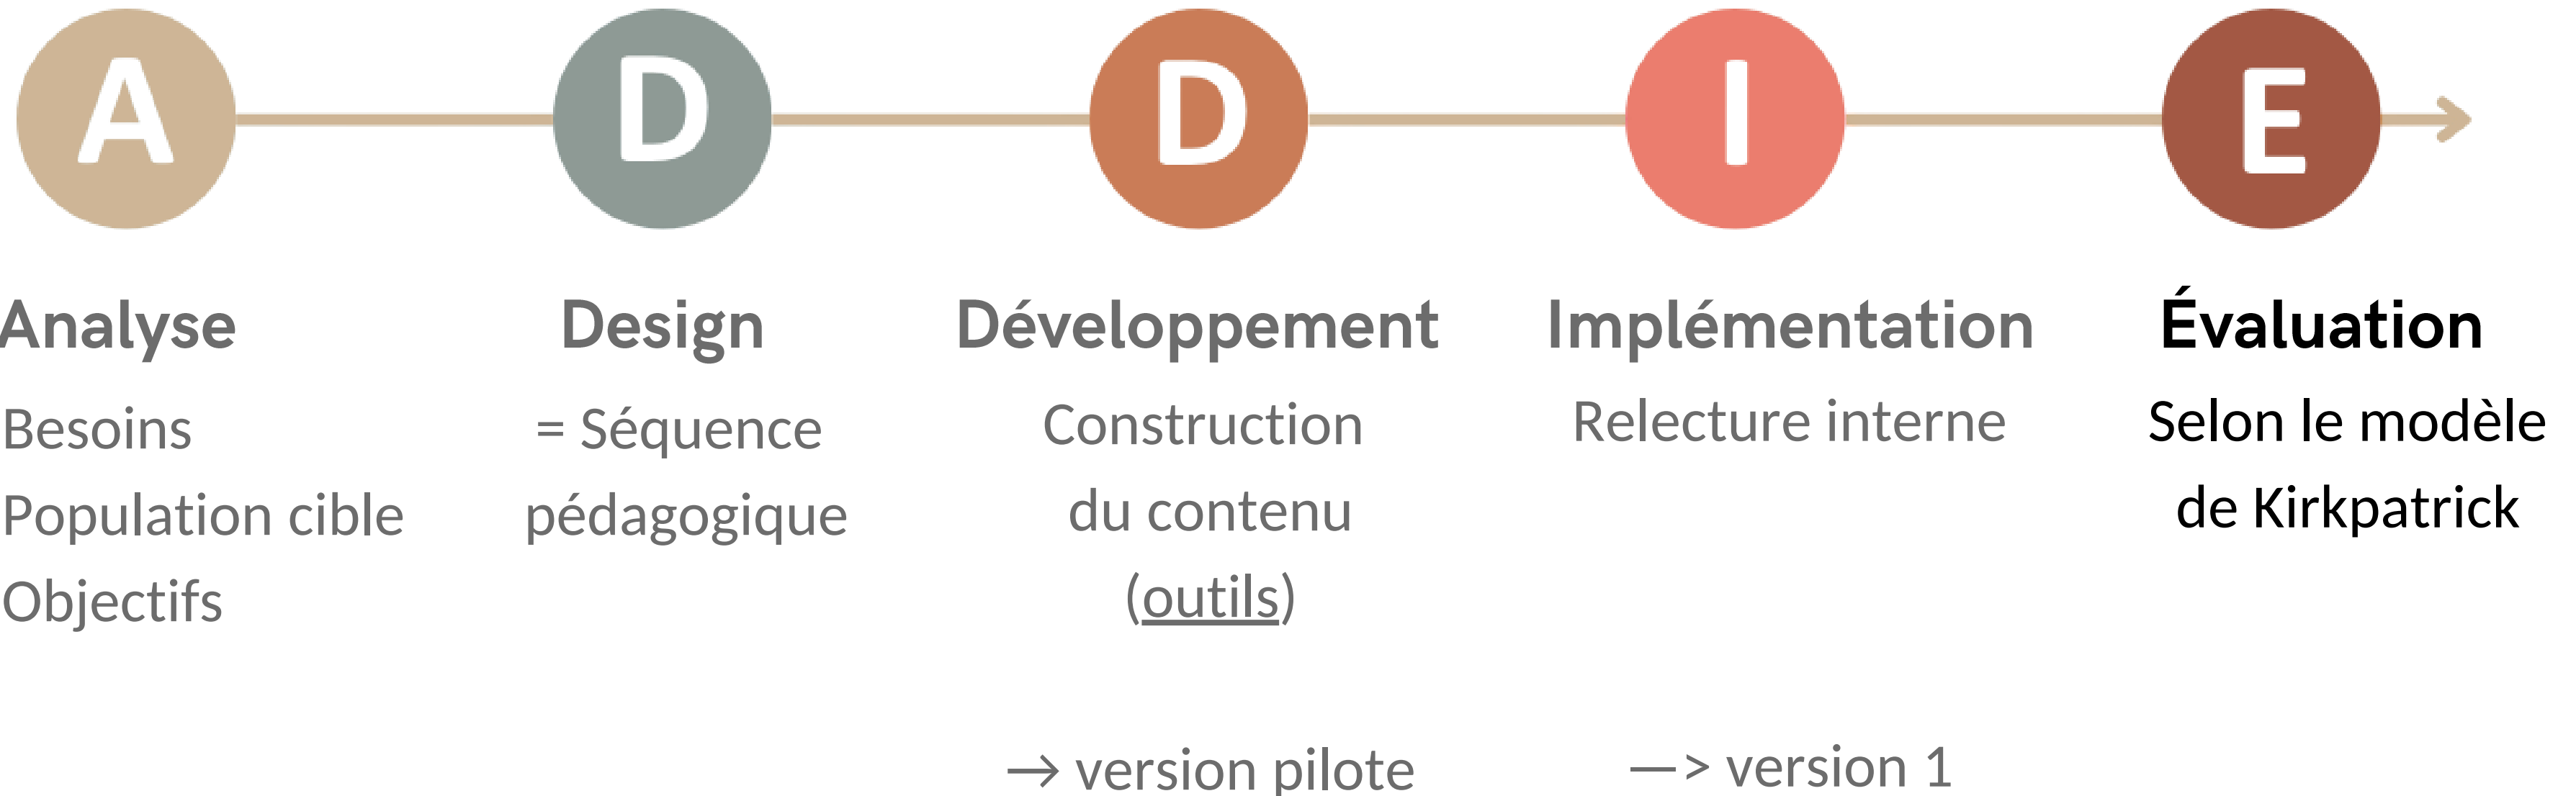 A
D
D
I
E
Analyse
Besoins
Population cible
Objectifs
Design
= Séquence
pédagogique
Développement
Construction
du contenu
(outils)
→ version pilote
Implémentation
Relecture interne
—> version 1
Évaluation
Selon le modèle
de Kirkpatrick